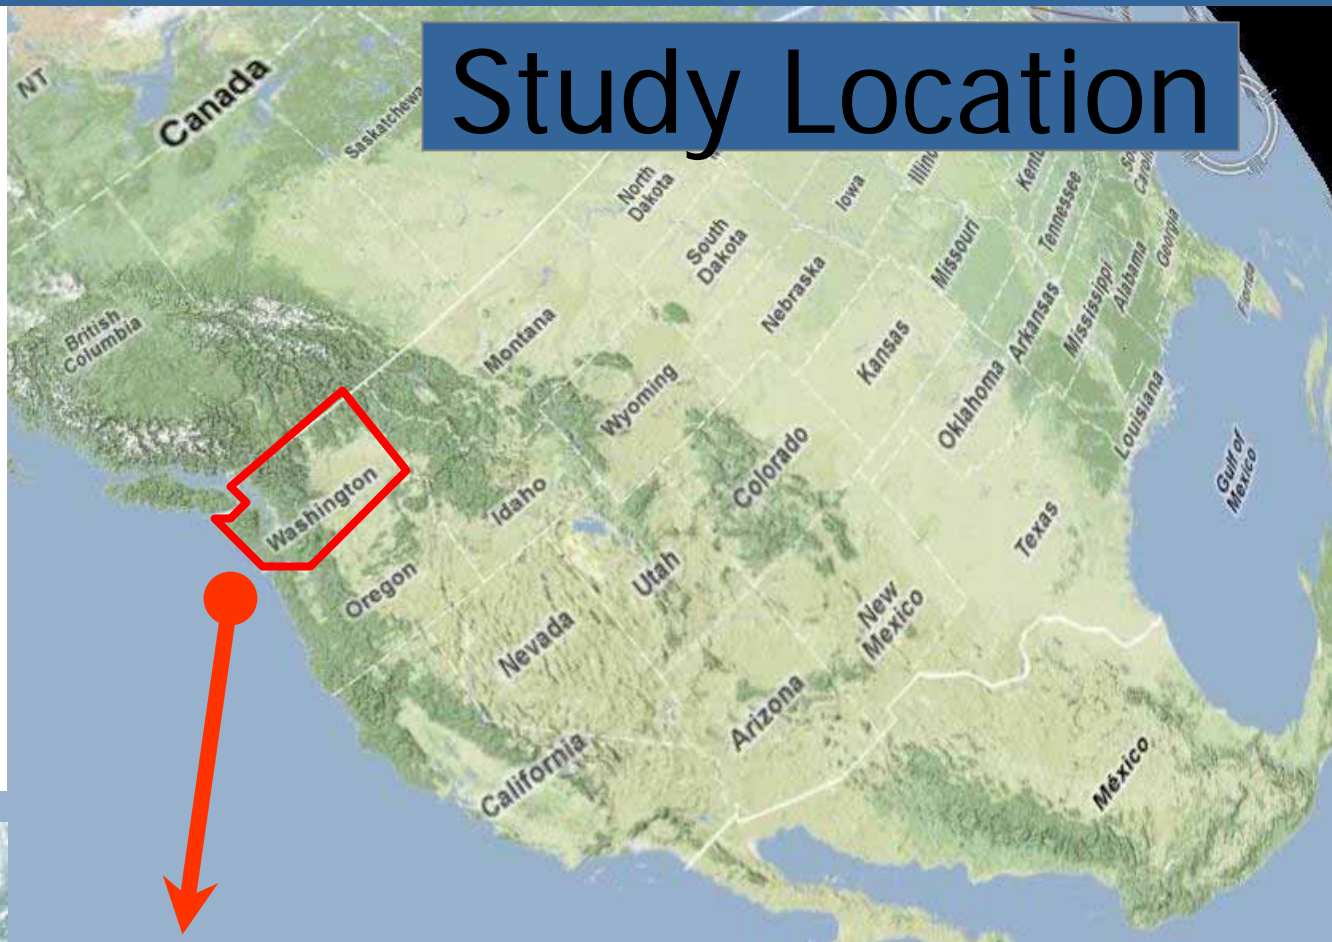 Study Location
NT
Canada
Saskatchewa
North
Dakota
South
Dakota
Iowa
Illino
Kentu
Tennessee
Carolin
Georgia
Missouri
Nebraska
Alabama
Mississippi
Arkansas
Kansas
Oklahoma
Louisiana
Gulf of
Mexico
British
Columbia
Montana
Wyoming
Colorado
Washington
Idaho
Texas
Oregon
Utah
Nevada
New
Mexico
Arizona
California
México